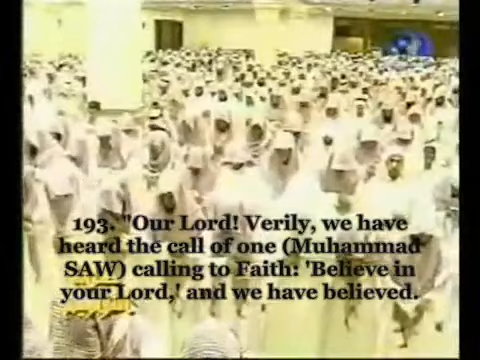 193. "Our Lord! Verily, we have
heard the call of one (Muhammad
SAW) calling to Faith: 'Believe in
your Lord,' and we have believed.